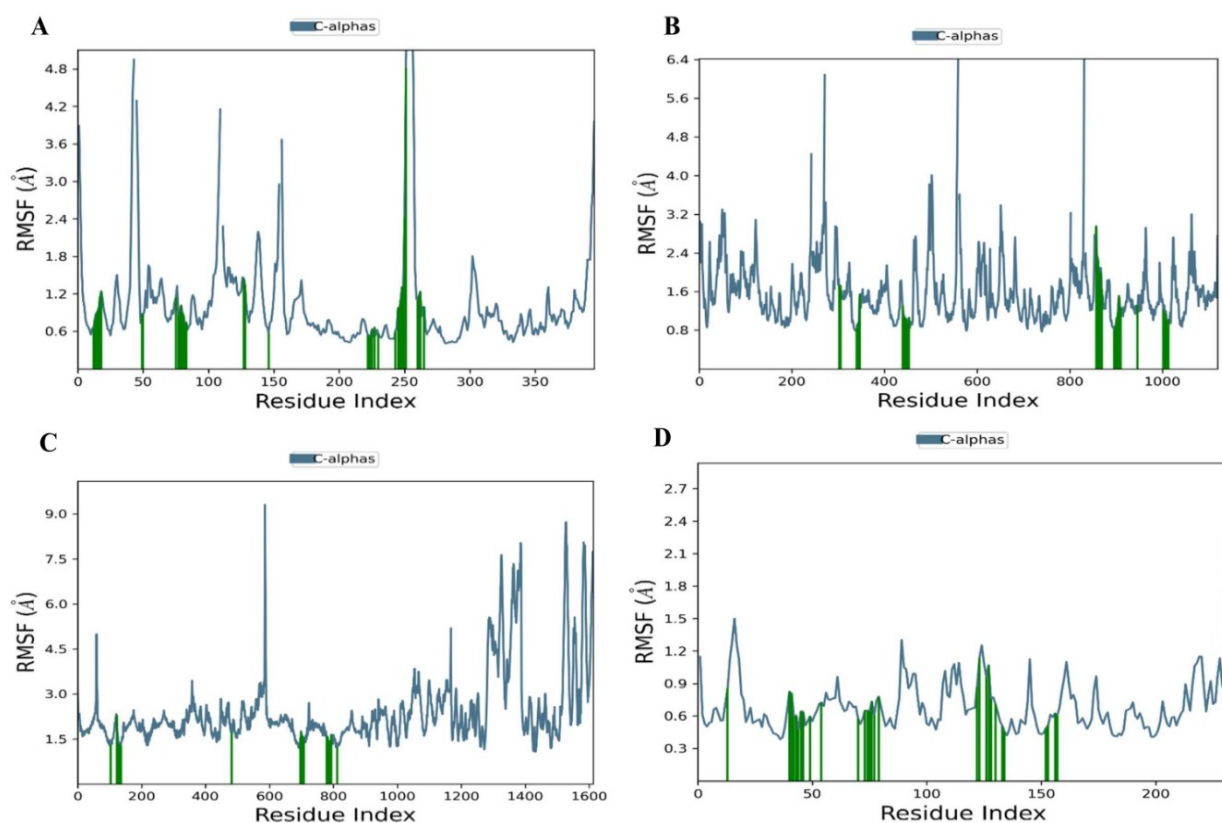 A
C-alphas
RMSF (Å)
4.8
4.2
3.6
3.0
2.4
1.8
1.2
0.6
0 50 100 150 200 250 300 350
Residue Index
B
C-alphas
RMSF (Å)
6.4
5.6
4.8
4.0
3.2
2.4
1.6
0.8
0 200 400 600 800 1000
Residue Index
C
C-alphas
RMSF (Å)
9.0
7.5
6.0
4.5
3.0
1.5
0 200 400 600 800 1000 1200 1400 1600
Residue Index
D
C-alphas
RMSF (Å)
2.7
2.4
2.1
1.8
1.5
1.2
0.9
0.6
0.3
0 50 100 150 200
Residue Index